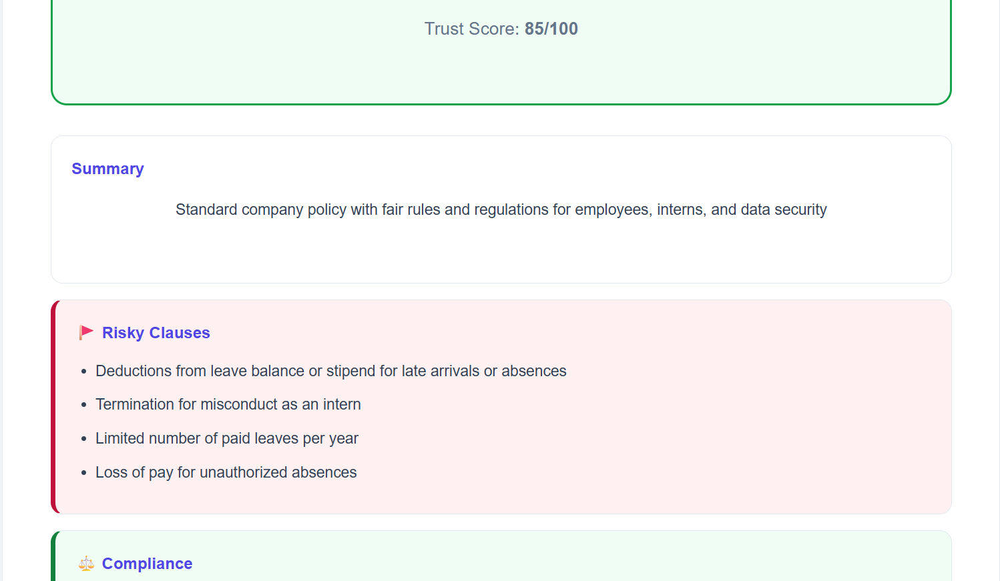 Trust Score: 85/100
Summary
Standard company policy with fair rules and regulations for employees, interns, and data security
Risky Clauses
Deductions from leave balance or stipend for late arrivals or absences
Termination for misconduct as an intern
Limited number of paid leaves per year
Loss of pay for unauthorized absences
Compliance